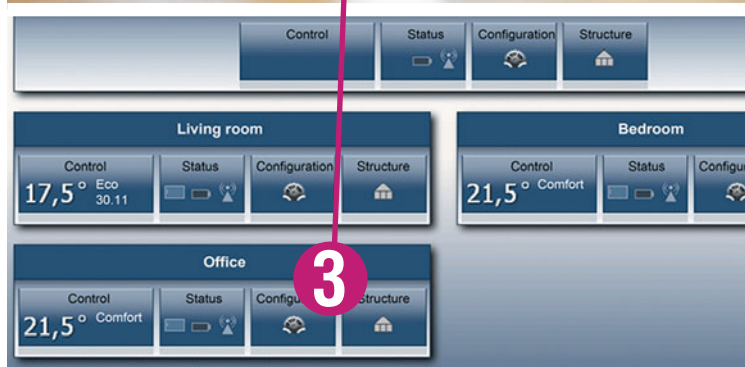 Control Status Configuration Structure
Living room
Control Status Configuration Structure
17,5° Eco
30.11
Bedroom
Control Status
21,5° Comfort
Office
Control Status Structure
21,5° Comfort
3